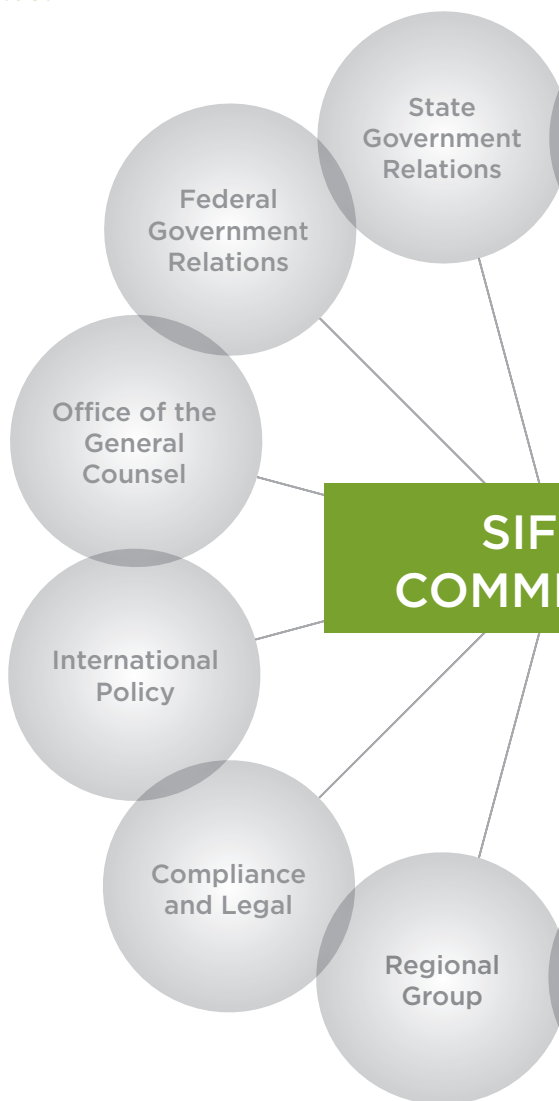 State
Government
Relations
Federal
Government
Relations
Office of the
General
Counsel
SIF
COMM
International
Policy
Compliance
and Legal
Regional
Group